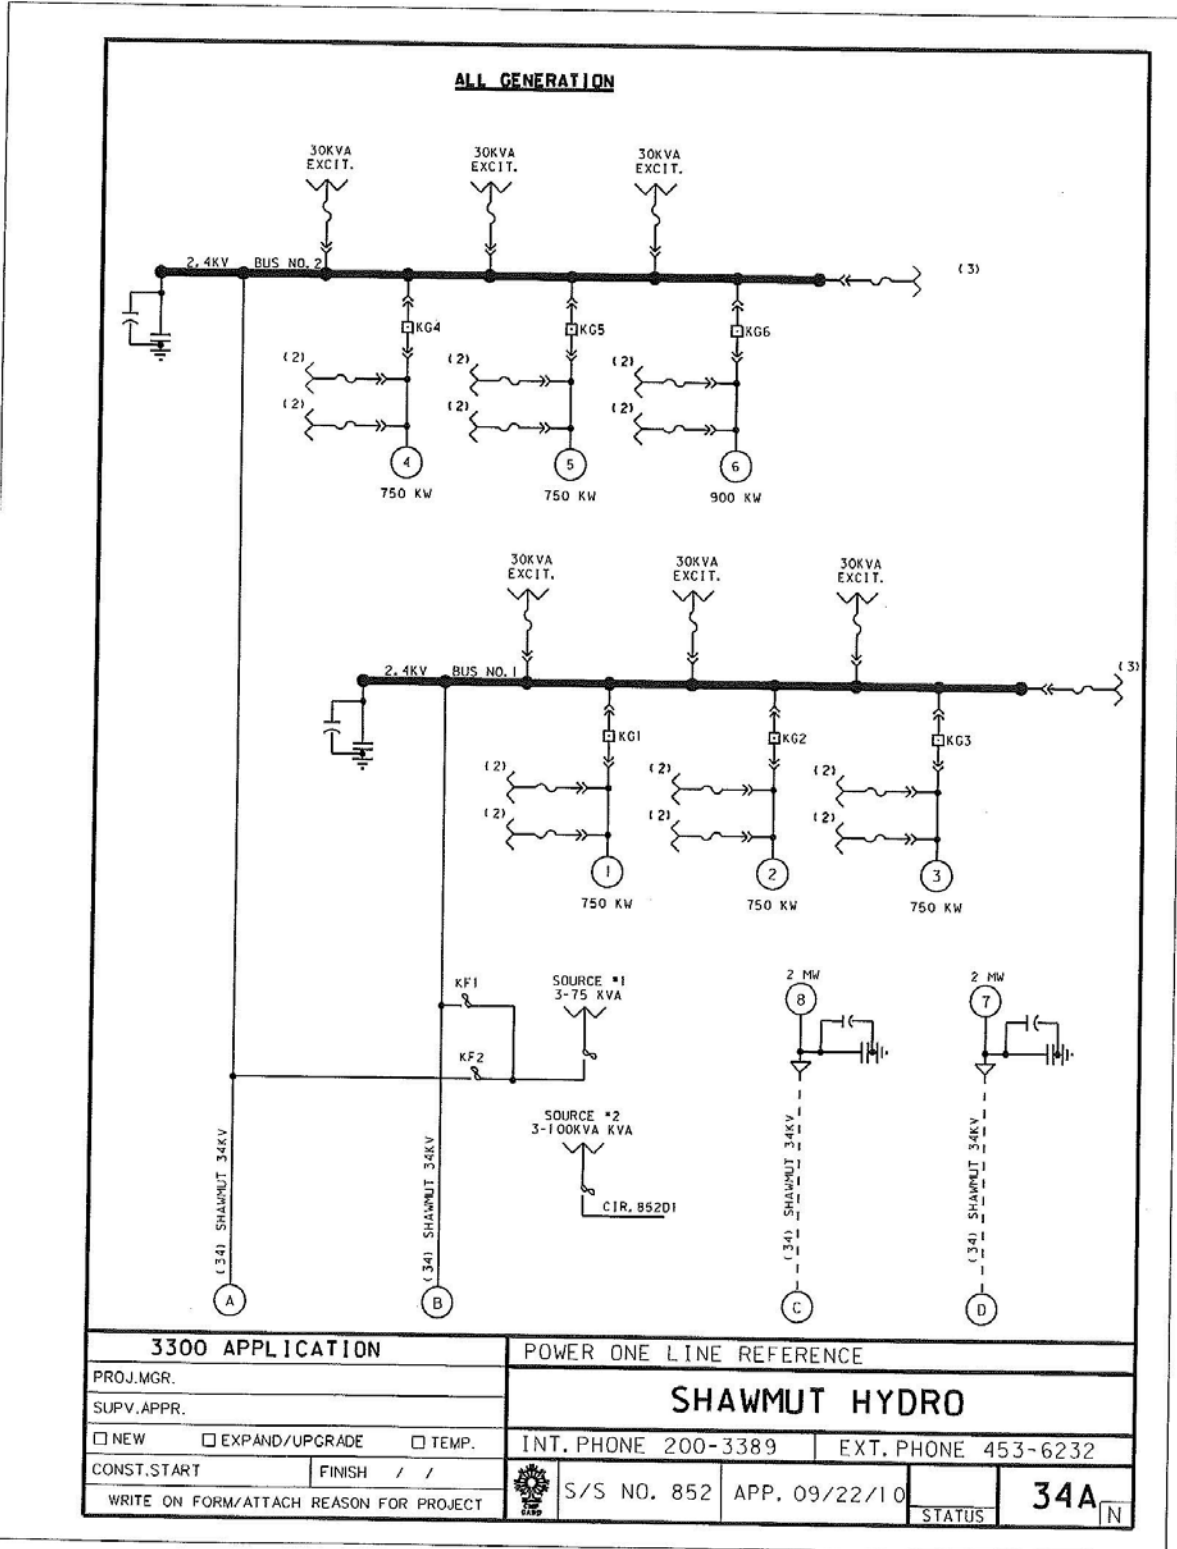 ALL GENERATION
30KVA
EXCIT.
30KVA
EXCIT.
30KVA
EXCIT.
2.4KV BUS NO.2
(3)
KG4
KG5
KG6
(2)
(2)
(2)
(2)
(2)
(2)
4
5
6
750 KW
750 KW
900 KW
30KVA
EXCIT.
30KVA
EXCIT.
30KVA
EXCIT.
2.4KV BUS NO.1
(3)
KG1
KG2
KG3
(2)
(2)
(2)
(2)
(2)
(2)
1
2
3
750 KW
750 KW
750 KW
KF1
SOURCE #1
3-75 KVA
2 MW
8
2 MW
7
KF2
SOURCE #2
3-100KVA KVA
CIR.852D1
(34) SHAWMUT 34KV
(34) SHAWMUT 34KV
(34) SHAWMUT 34KV
(34) SHAWMUT 34KV
A
B
C
D
3300 APPLICATION
PROJ.MGR.
SUPV.APPR.
NEW EXPAND/UPGRADE TEMP.
CONST.START FINISH / /
WRITE ON FORM/ATTACH REASON FOR PROJECT
POWER ONE LINE REFERENCE
SHAWMUT HYDRO
INT.PHONE 200-3389 EXT.PHONE 453-6232
S/S NO. 852 APP. 09/22/10 STATUS 34A N